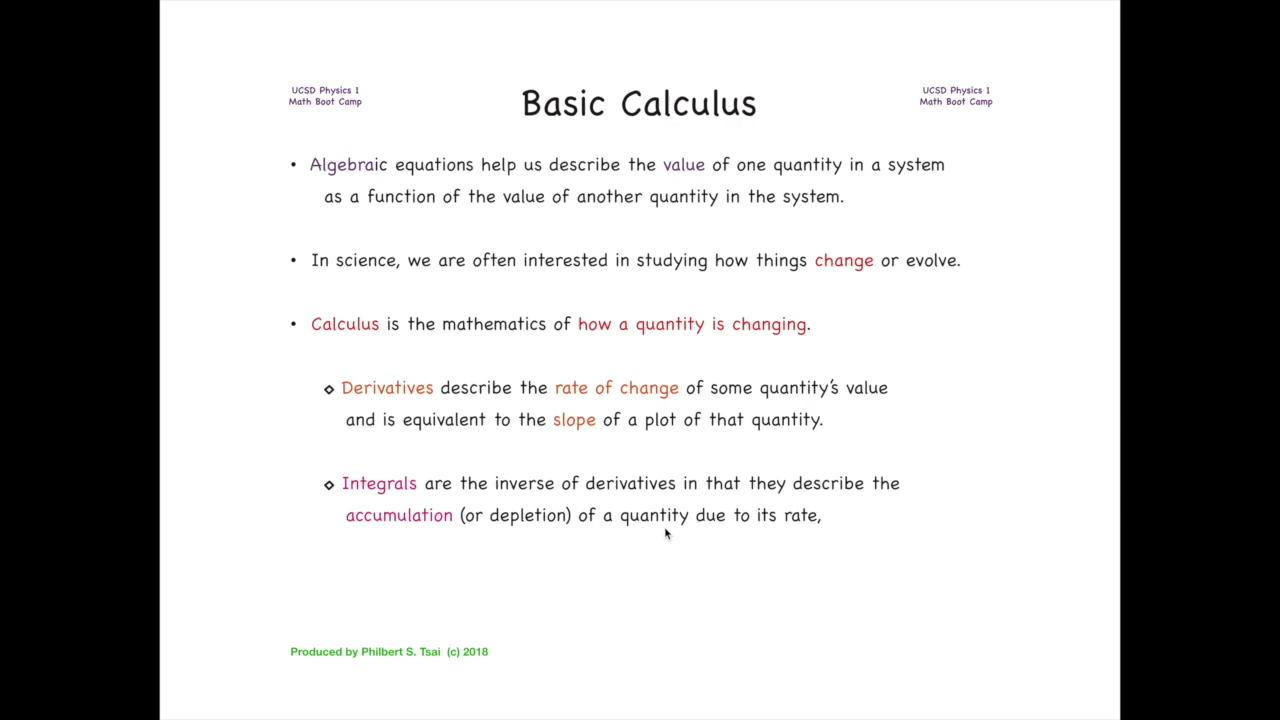 UCSD Physics 1
Math Boot Camp
Basic Calculus
UCSD Physics 1
Math Boot Camp
• Algebraic equations help us describe the value of one quantity in a system
as a function of the value of another quantity in the system.
• In science, we are often interested in studying how things change or evolve.
• Calculus is the mathematics of how a quantity is changing.
⋄ Derivatives describe the rate of change of some quantity's value
and is equivalent to the slope of a plot of that quantity.
⋄ Integrals are the inverse of derivatives in that they describe the
accumulation (or depletion) of a quantity due to its rate,
Produced by Philbert S. Tsai (c) 2018